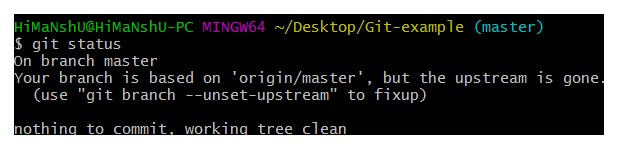 HiMaNshU@HiMaNshU-PC MINGW64 ~/Desktop/Git-example (master)
$ git status
On branch master
Your branch is based on 'origin/master', but the upstream is gone.
  (use "git branch --unset-upstream" to fixup)

nothing to commit, working tree clean